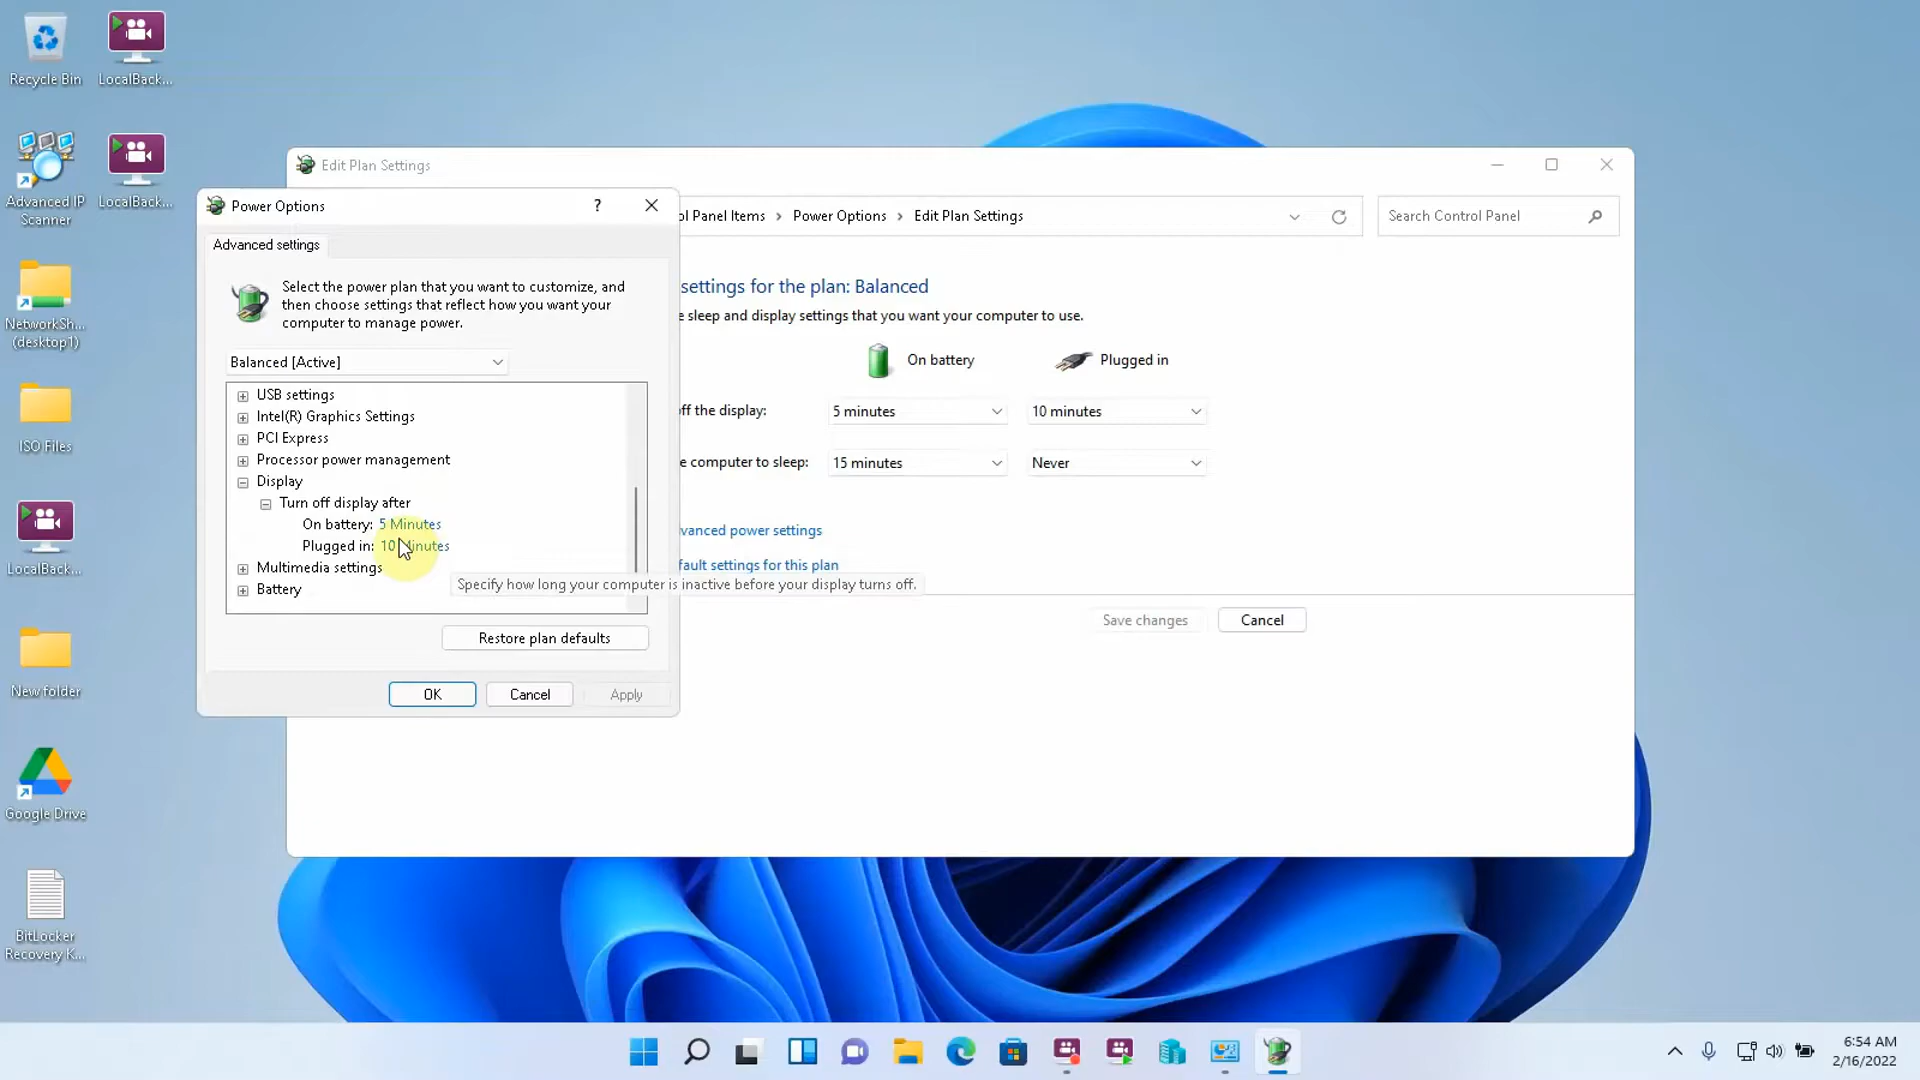 Recycle Bin
LocalBack...
Advanced IP
Scanner
LocalBack...
NetworkSh...
(desktop1)
ISO Files
LocalBack...
New folder
Google Drive
BitLocker
Recovery K...
Edit Plan Settings
ol Panel Items > Power Options > Edit Plan Settings
Search Control Panel
settings for the plan: Balanced
e sleep and display settings that you want your computer to use.
On battery
Plugged in
off the display:
5 minutes
10 minutes
e computer to sleep:
15 minutes
Never
vanced power settings
fault settings for this plan
Save changes
Cancel
Power Options
?
Advanced settings
Select the power plan that you want to customize, and
then choose settings that reflect how you want your
computer to manage power.
Balanced [Active]
USB settings
Intel(R) Graphics Settings
PCI Express
Processor power management
Display
Turn off display after
On battery: 5 Minutes
Plugged in: 10 Minutes
Multimedia settings
Battery
Specify how long your computer is inactive before your display turns off.
Restore plan defaults
OK
Cancel
Apply
6:54 AM
2/16/2022